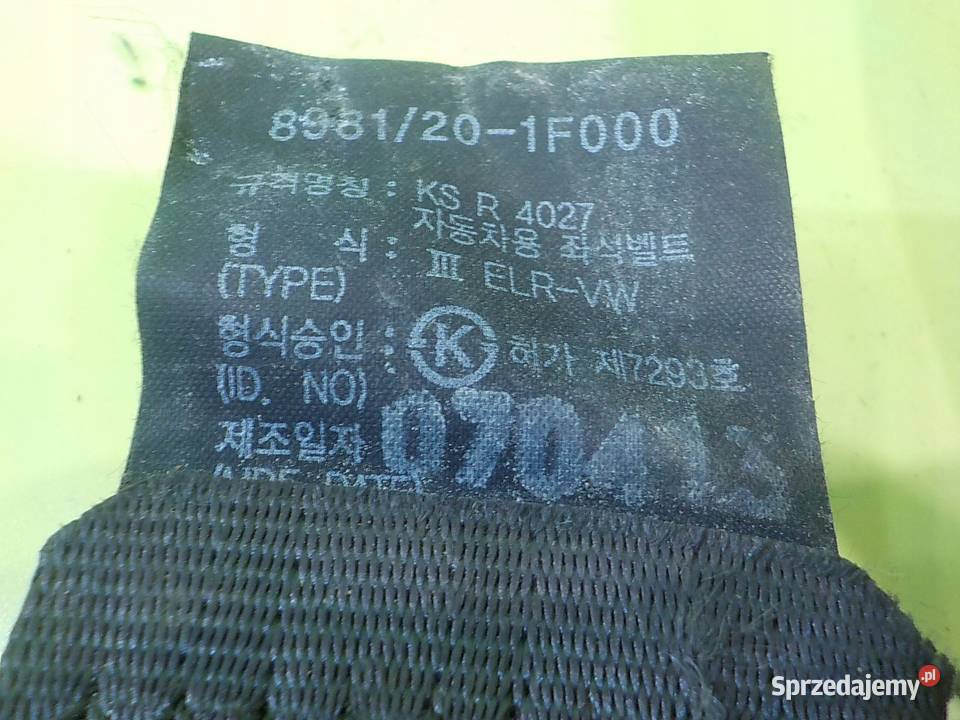 8981/20-1F000
규격명칭 : KS R 4027
자동차용 좌석벨트
형 식 : III ELR-VW
(TYPE)
형식승인 : K 허가 제7293호
(ID. NO)
제조일자 070413
Sprzedajemy.pl